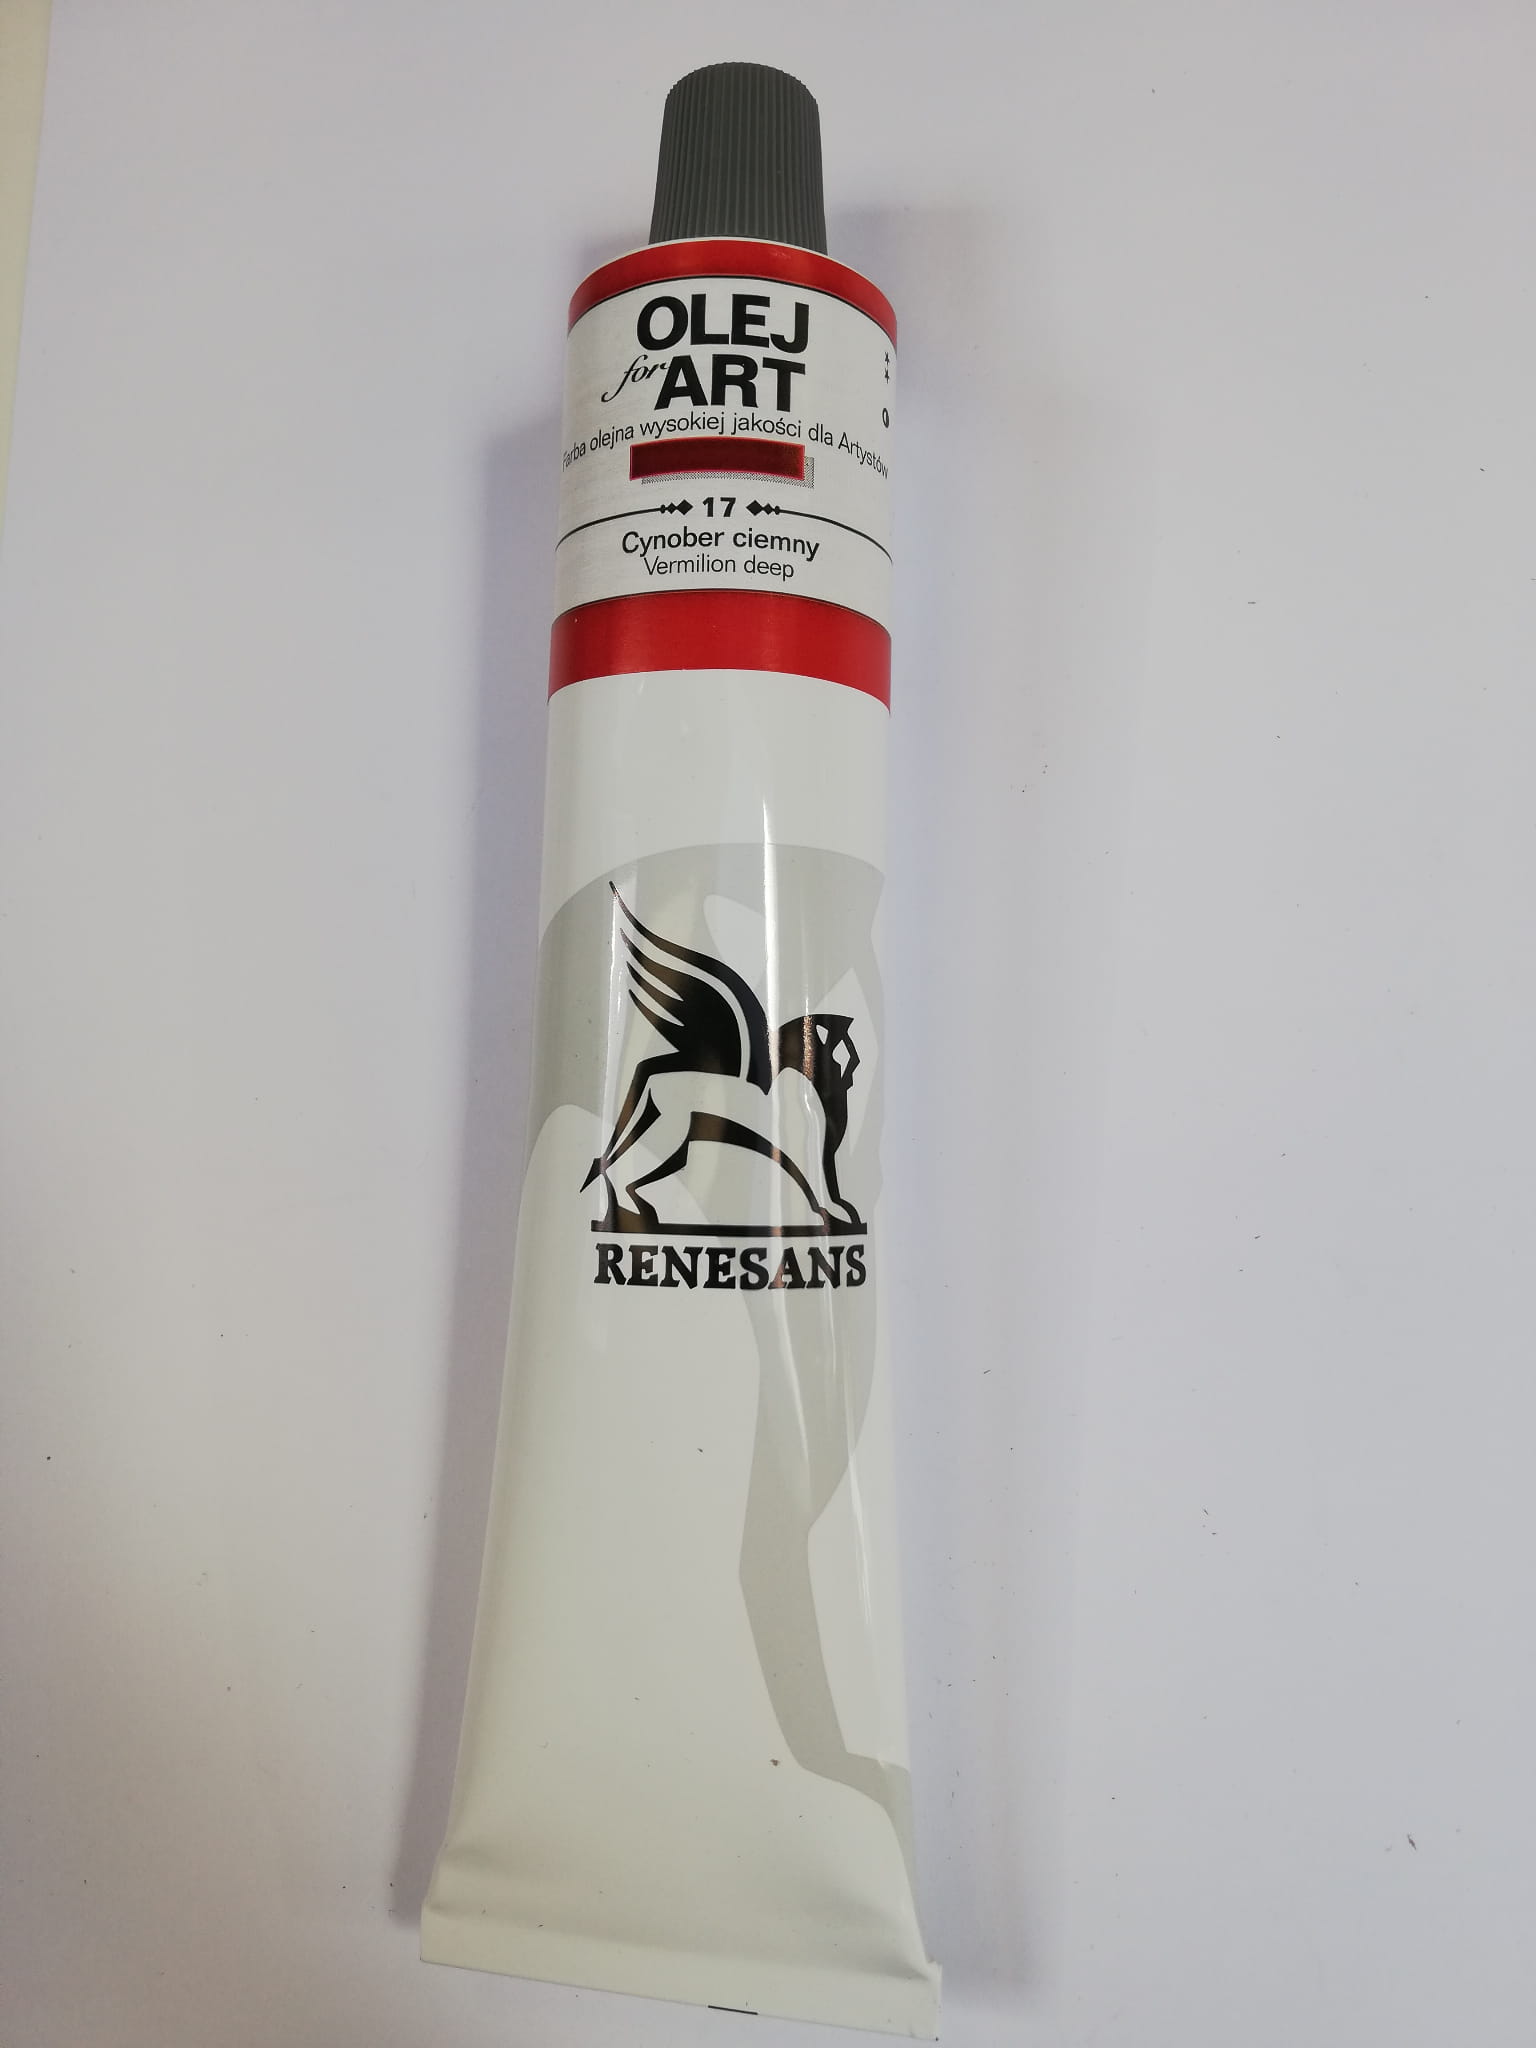 OLEJ
for ART
Farba olejna wysokiej jakości dla Artystów
17
Cynober ciemny
Vermilion deep
RENESANS